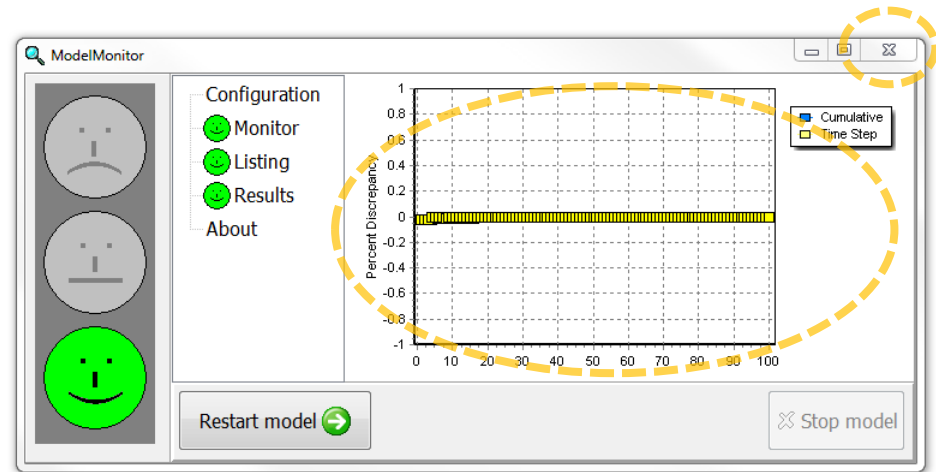 ModelMonitor
Configuration
Monitor
Listing
Results
About
Percent Discrepancy
1
0.8
0.6
0.4
0.2
0
-0.2
-0.4
-0.6
-0.8
-1
0 10 20 30 40 50 60 70 80 90 100
Cumulative
Time Step
Restart model
Stop model